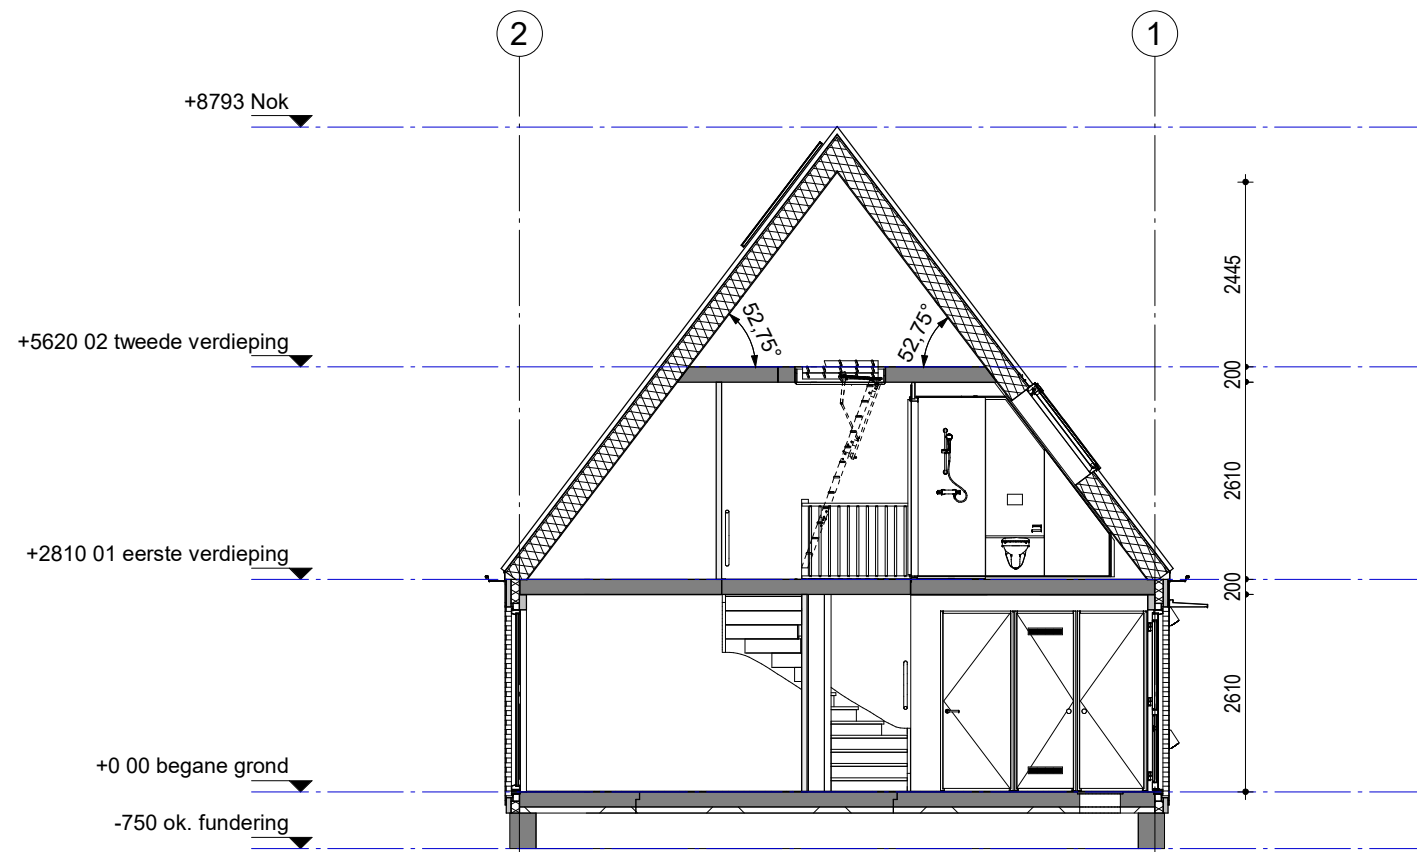 2
1
+8793 Nok
2445
52,75°
52,75°
+5620 02 tweede verdieping
200
2610
+2810 01 eerste verdieping
200
2610
+0 00 begane grond
-750 ok. fundering